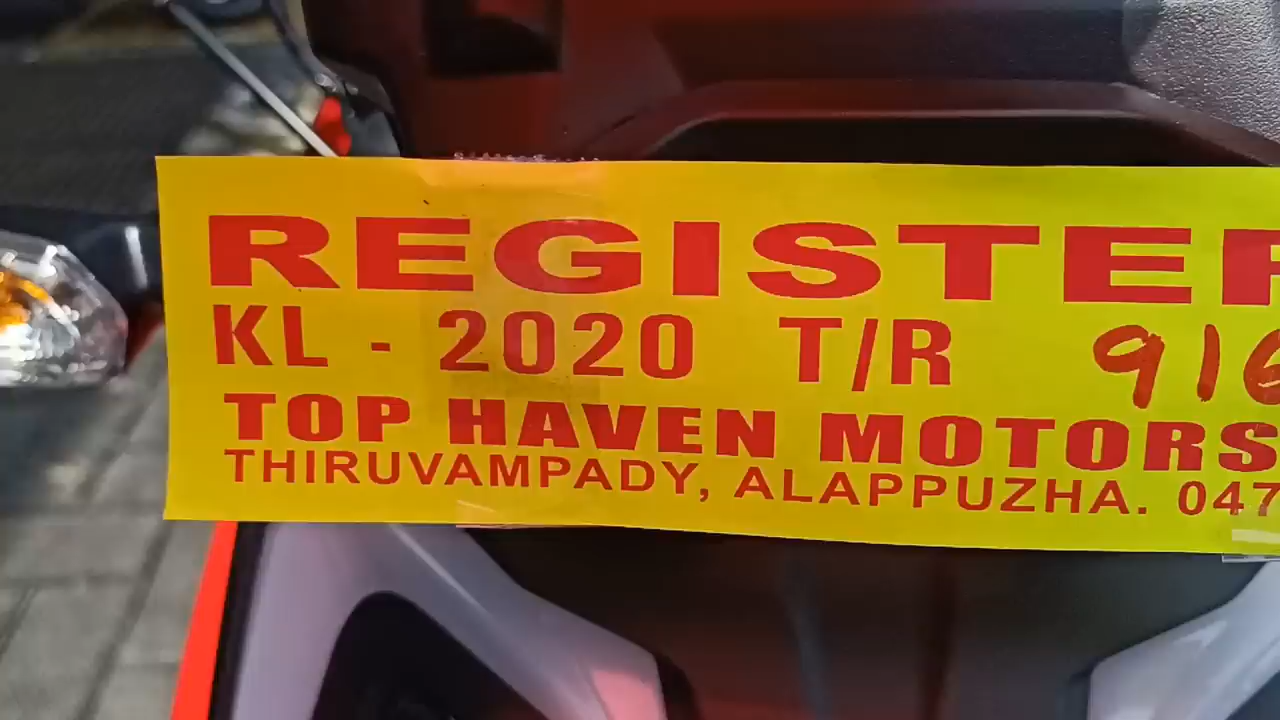 REGISTER
KL - 2020 T/R 916
TOP HAVEN MOTORS
THIRUVAMPADY, ALAPPUZHA. 047